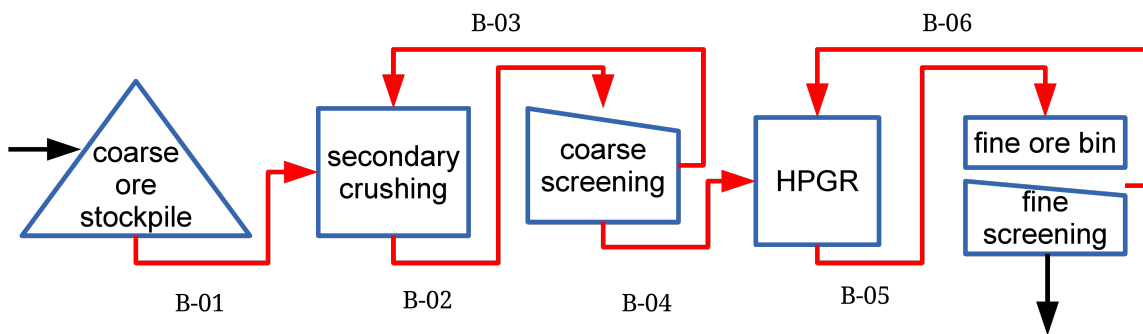 B-03
B-06
coarse
ore
stockpile
secondary
crushing
coarse
screening
HPGR
fine ore bin
fine
screening
B-01
B-02
B-04
B-05